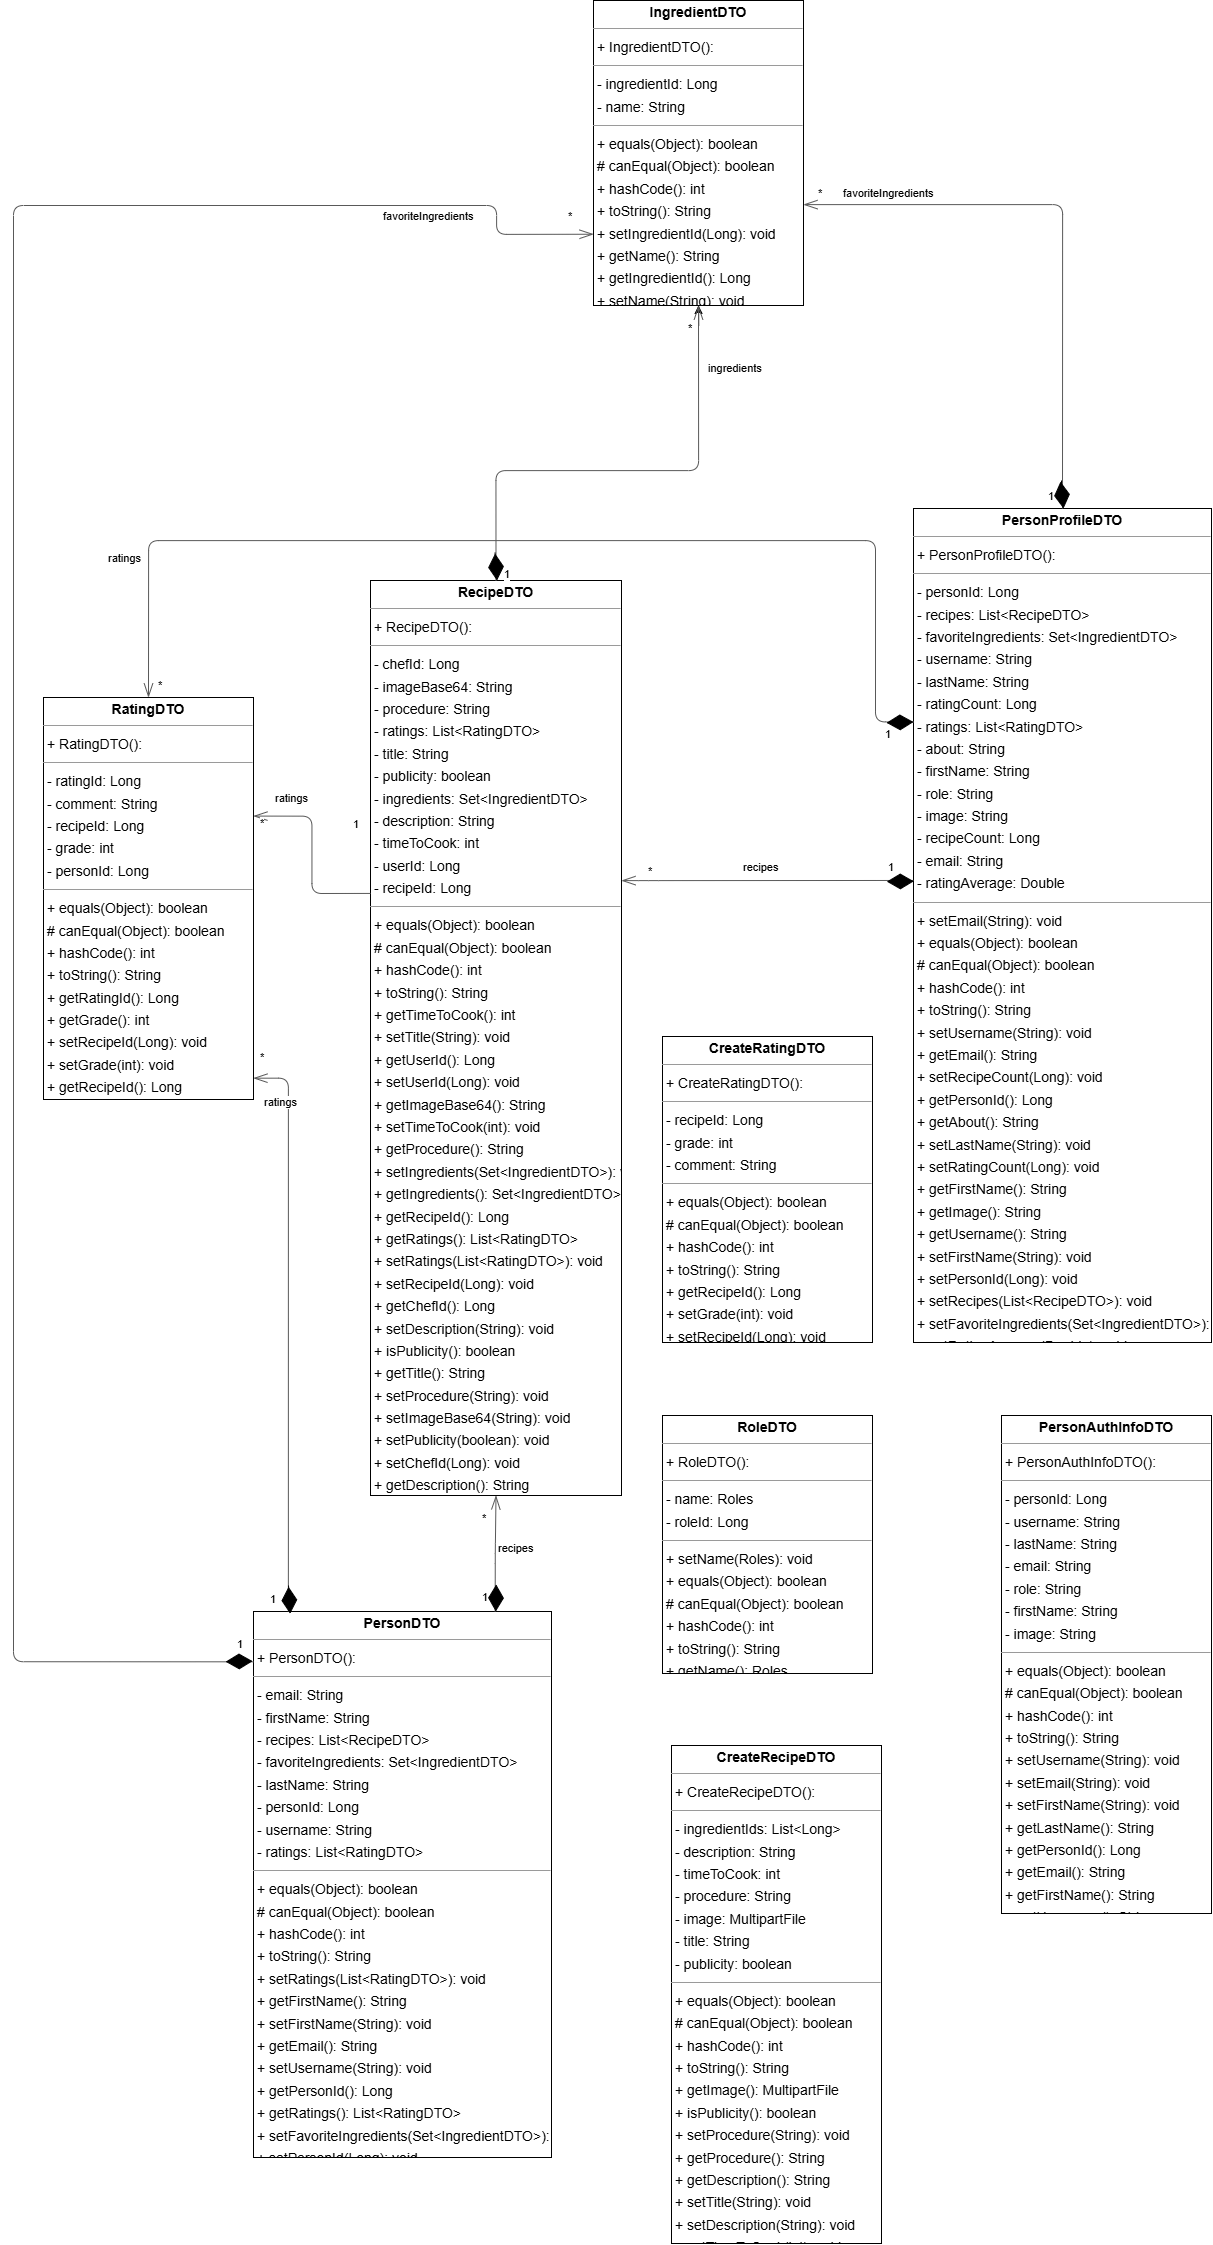 IngredientDTO
+ IngredientDTO():
- ingredientId: Long
- name: String
+ equals(Object): boolean
# canEqual(Object): boolean
+ hashCode(): int
+ toString(): String
+ setIngredientId(Long): void
+ getName(): String
+ getIngredientId(): Long
+ setName(String): void
favoriteIngredients
*
*
favoriteIngredients
*
ingredients
1
1
ratings
*
PersonProfileDTO
+ PersonProfileDTO():
- personId: Long
- recipes: List<RecipeDTO>
- favoriteIngredients: Set<IngredientDTO>
- username: String
- lastName: String
- ratingCount: Long
- ratings: List<RatingDTO>
- about: String
- firstName: String
- role: String
- image: String
- recipeCount: Long
- email: String
- ratingAverage: Double
+ setEmail(String): void
+ equals(Object): boolean
# canEqual(Object): boolean
+ hashCode(): int
+ toString(): String
+ setUsername(String): void
+ getEmail(): String
+ setRecipeCount(Long): void
+ getPersonId(): Long
+ getAbout(): String
+ setLastName(String): void
+ setRatingCount(Long): void
+ getFirstName(): String
+ getImage(): String
+ getUsername(): String
+ setFirstName(String): void
+ setPersonId(Long): void
+ setRecipes(List<RecipeDTO>): void
+ setFavoriteIngredients(Set<IngredientDTO>):
1
1
recipes
*
RecipeDTO
+ RecipeDTO():
- chefId: Long
- imageBase64: String
- procedure: String
- ratings: List<RatingDTO>
- title: String
- publicity: boolean
- ingredients: Set<IngredientDTO>
- description: String
- timeToCook: int
- userId: Long
- recipeId: Long
+ equals(Object): boolean
# canEqual(Object): boolean
+ hashCode(): int
+ toString(): String
+ getTimeToCook(): int
+ setTitle(String): void
+ getUserId(): Long
+ setUserId(Long): void
+ getImageBase64(): String
+ setTimeToCook(int): void
+ getProcedure(): String
+ setIngredients(Set<IngredientDTO>):
+ getIngredients(): Set<IngredientDTO>
+ getRecipeId(): Long
+ getRatings(): List<RatingDTO>
+ setRatings(List<RatingDTO>): void
+ setRecipeId(Long): void
+ getChefId(): Long
+ setDescription(String): void
+ isPublicity(): boolean
+ getTitle(): String
+ setProcedure(String): void
+ setImageBase64(String): void
+ setPublicity(boolean): void
+ setChefId(Long): void
+ getDescription(): String
RatingDTO
+ RatingDTO():
- ratingId: Long
- comment: String
- recipeId: Long
- grade: int
- personId: Long
+ equals(Object): boolean
# canEqual(Object): boolean
+ hashCode(): int
+ toString(): String
+ getRatingId(): Long
+ getGrade(): int
+ setRecipeId(Long): void
+ setGrade(int): void
+ getRecipeId(): Long
ratings
*
1
*
ratings
CreateRatingDTO
+ CreateRatingDTO():
- recipeId: Long
- grade: int
- comment: String
+ equals(Object): boolean
# canEqual(Object): boolean
+ hashCode(): int
+ toString(): String
+ getRecipeId(): Long
+ setGrade(int): void
+ setRecipeId(Long): void
RoleDTO
+ RoleDTO():
- name: Roles
- roleId: Long
+ setName(Roles): void
+ equals(Object): boolean
# canEqual(Object): boolean
+ hashCode(): int
+ toString(): String
+ getName(): Roles
PersonAuthInfoDTO
+ PersonAuthInfoDTO():
- personId: Long
- username: String
- lastName: String
- email: String
- role: String
- firstName: String
- image: String
+ equals(Object): boolean
# canEqual(Object): boolean
+ hashCode(): int
+ toString(): String
+ setUsername(String): void
+ setEmail(String): void
+ setFirstName(String): void
+ getLastName(): String
+ getPersonId(): Long
+ getEmail(): String
+ getFirstName(): String
*
recipes
1
1
1
PersonDTO
+ PersonDTO():
- email: String
- firstName: String
- recipes: List<RecipeDTO>
- favoriteIngredients: Set<IngredientDTO>
- lastName: String
- personId: Long
- username: String
- ratings: List<RatingDTO>
+ equals(Object): boolean
# canEqual(Object): boolean
+ hashCode(): int
+ toString(): String
+ setRatings(List<RatingDTO>): void
+ getFirstName(): String
+ setFirstName(String): void
+ getEmail(): String
+ setUsername(String): void
+ getPersonId(): Long
+ getRatings(): List<RatingDTO>
+ setFavoriteIngredients(Set<IngredientDTO>):
+ setPersonId(Long): void
CreateRecipeDTO
+ CreateRecipeDTO():
- ingredientIds: List<Long>
- description: String
- timeToCook: int
- procedure: String
- image: MultipartFile
- title: String
- publicity: boolean
+ equals(Object): boolean
# canEqual(Object): boolean
+ hashCode(): int
+ toString(): String
+ getImage(): MultipartFile
+ isPublicity(): boolean
+ setProcedure(String): void
+ getProcedure(): String
+ getDescription(): String
+ setTitle(String): void
+ setDescription(String): void